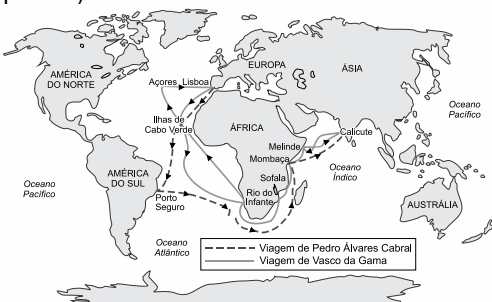 AMÉRICA
DO NORTE
Açores
Lisboa
EUROPA
ÁSIA
Ilhas de
Cabo Verde
ÁFRICA
Calicute
Oceano
Pacífico
Melinde
Mombaça
Oceano
Índico
AMÉRICA
DO SUL
Sofala
Rio do
Infante
Porto
Seguro
AUSTRÁLIA
Oceano
Pacífico
Oceano
Atlântico
Viagem de Pedro Álvares Cabral
Viagem de Vasco da Gama